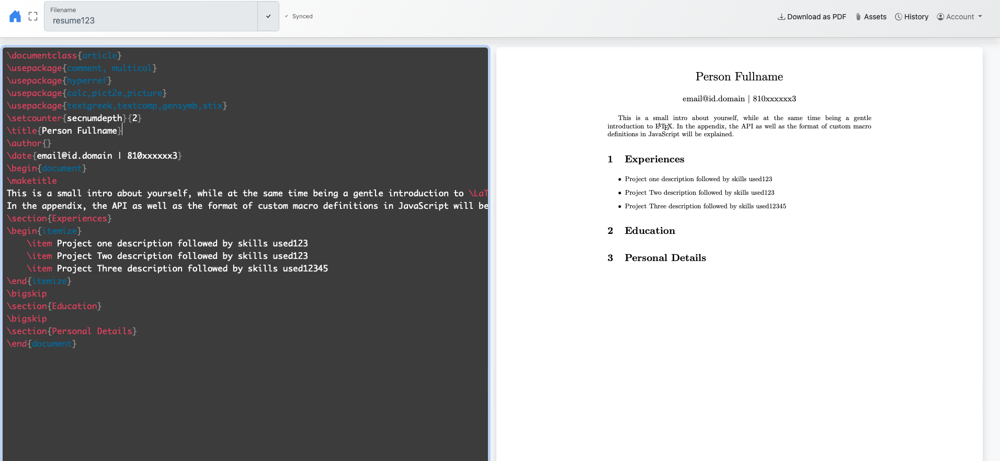 Filename
resume123
Synced
Download as PDF
Assets
History
Account
\documentclass{article}
\usepackage{comment, multicol}
\usepackage{hyperref}
\usepackage{calc,pict2e,picture}
\usepackage{textgreek,textcomp,gensymb,stix}
\setcounter{secnumdepth}{2}
\title{Person Fullname}
\author{}
\date{email@id.domain | 810xxxxxx3}
\begin{document}
\maketitle
This is a small intro about yourself, while at the same time being a gentle introduction to \LaT
In the appendix, the API as well as the format of custom macro definitions in JavaScript will be
\section{Experiences}
\begin{itemize}
\item Project one description followed by skills used123
\item Project Two description followed by skills used123
\item Project Three description followed by skills used12345
\end{itemize}
\bigskip
\section{Education}
\bigskip
\section{Personal Details}
\end{document}
Person Fullname
email@id.domain | 810xxxxxx3
This is a small intro about yourself, while at the same time being a gentle
introduction to LATEX. In the appendix, the API as well as the format of custom macro
definitions in JavaScript will be explained.
1 Experiences
• Project one description followed by skills used123
• Project Two description followed by skills used123
• Project Three description followed by skills used12345
2 Education
3 Personal Details